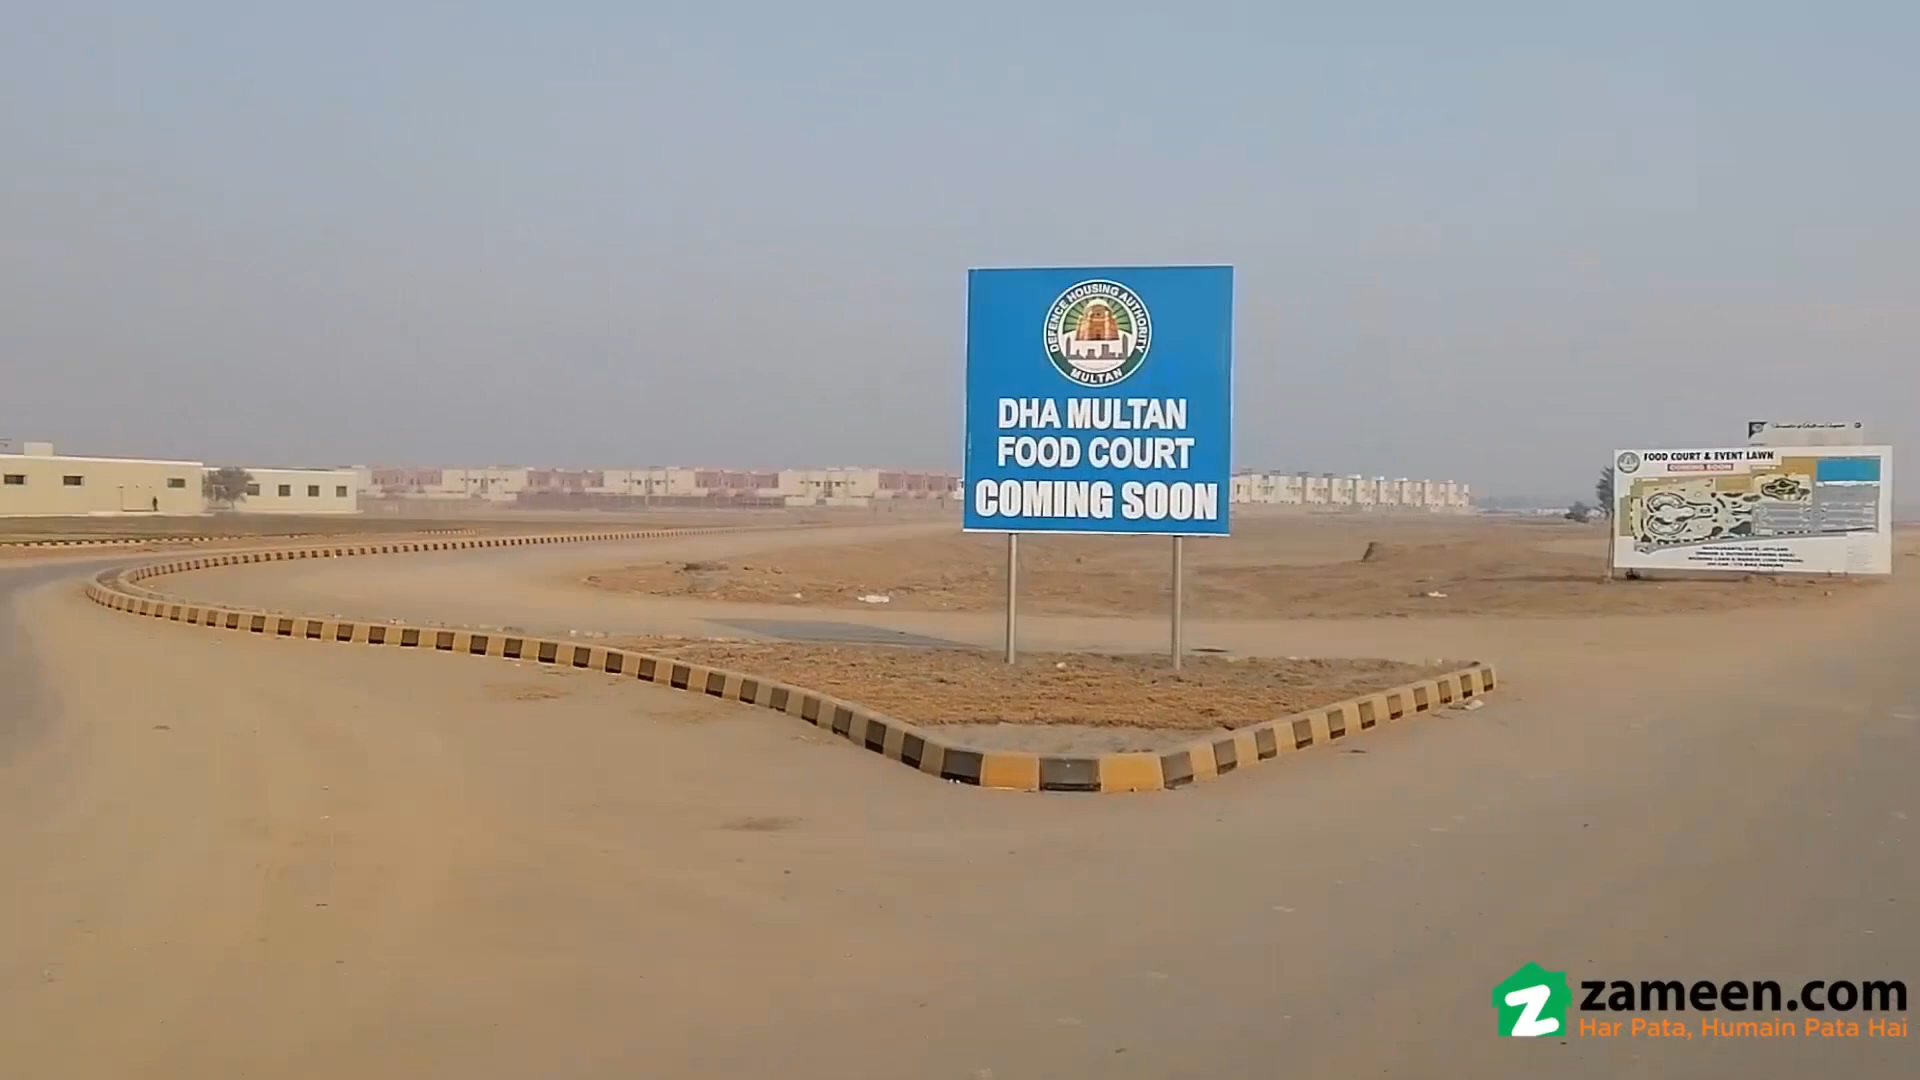 DEFENCE HOUSING AUTHORITY
MULTAN
DHA MULTAN
FOOD COURT
COMING SOON
FOOD COURT & EVENT LAWN
COMING SOON
zameen.com
Har Pata, Humain Pata Hai